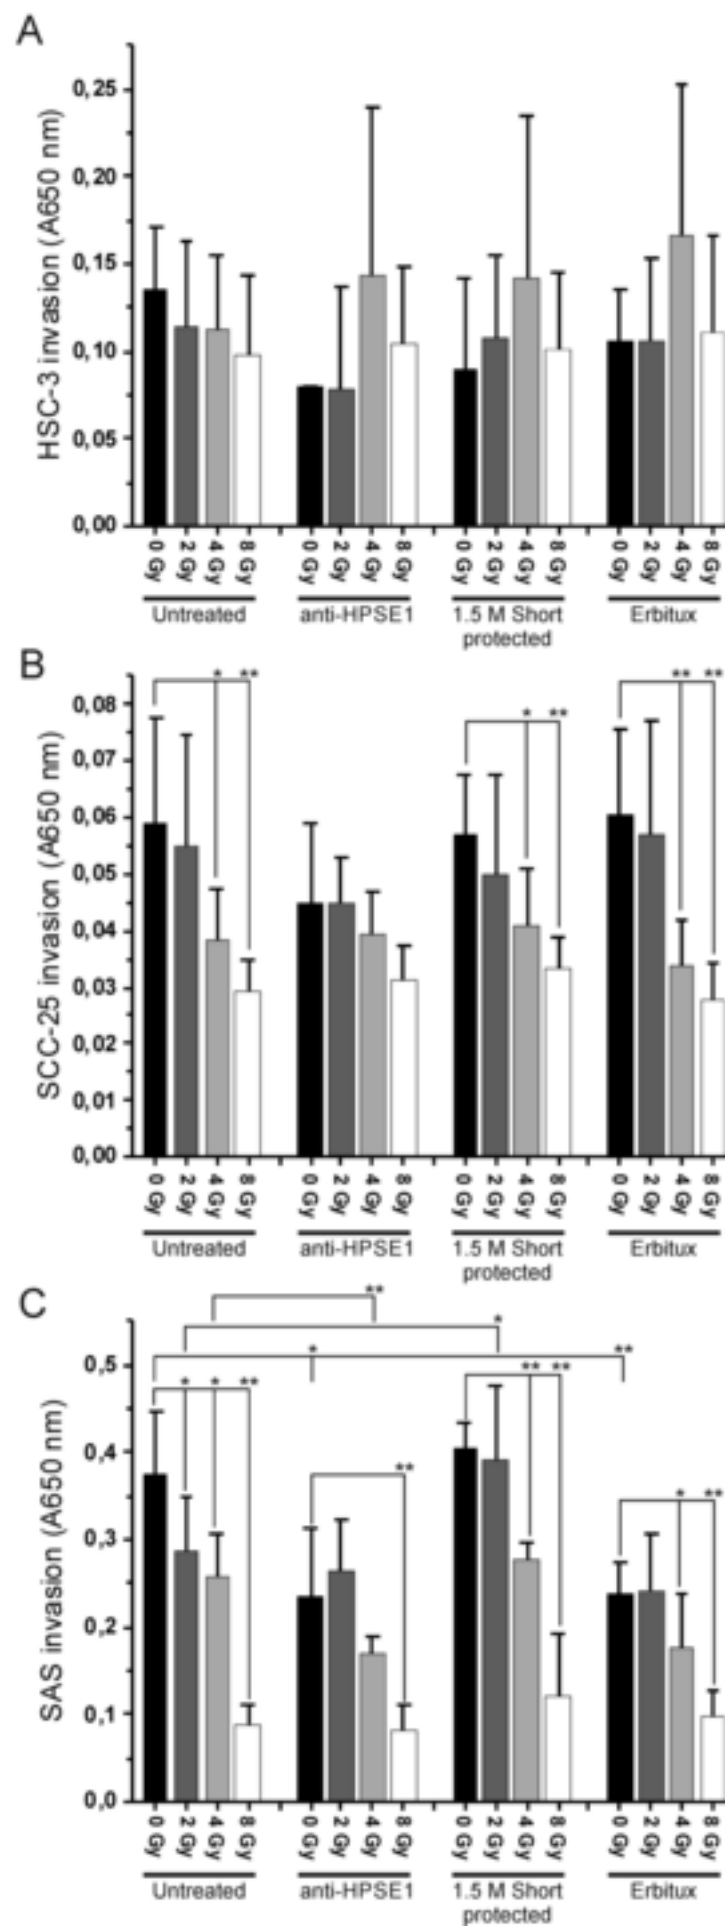 A
HSC-3 invasion (A650 nm)
0,25
0,20
0,15
0,10
0,05
0,00
0 Gy 2 Gy 4 Gy 8 Gy 0 Gy 2 Gy 4 Gy 8 Gy 0 Gy 2 Gy 4 Gy 8 Gy 0 Gy 2 Gy 4 Gy 8 Gy
Untreated anti-HPSE1 1.5 M Short Erbitux
protected
B
SCC-25 invasion (A650 nm)
* ** * ** ** **
0,08
0,07
0,06
0,05
0,04
0,03
0,02
0,01
0,00
0 Gy 2 Gy 4 Gy 8 Gy 0 Gy 2 Gy 4 Gy 8 Gy 0 Gy 2 Gy 4 Gy 8 Gy 0 Gy 2 Gy 4 Gy 8 Gy
Untreated anti-HPSE1 1.5 M Short Erbitux
protected
C
SAS invasion (A650 nm)
**
*
* **
* * ** ** ** ** * **
0,5
0,4
0,3
0,2
0,1
0,0
0 Gy 2 Gy 4 Gy 8 Gy 0 Gy 2 Gy 4 Gy 8 Gy 0 Gy 2 Gy 4 Gy 8 Gy 0 Gy 2 Gy 4 Gy 8 Gy
Untreated anti-HPSE1 1.5 M Short Erbitux
protected